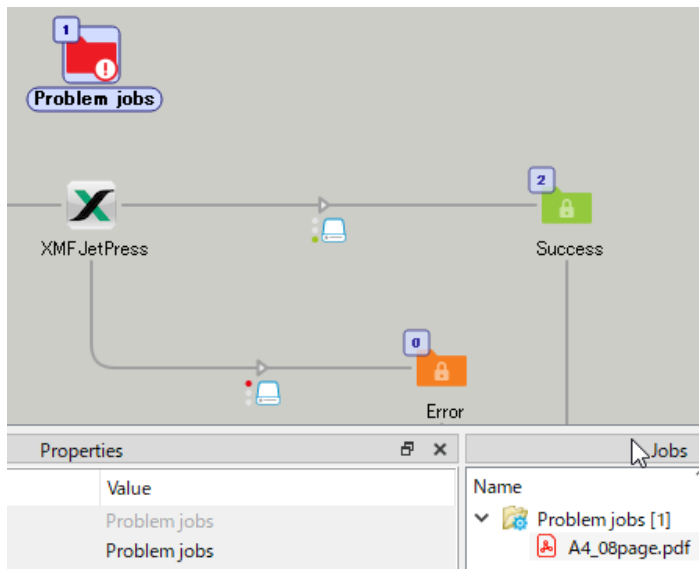 1
Problem jobs
2
XMF JetPress
Success
0
Error
Properties
Jobs
Value
Name
Problem jobs
Problem jobs [1]
Problem jobs
A4_08page.pdf